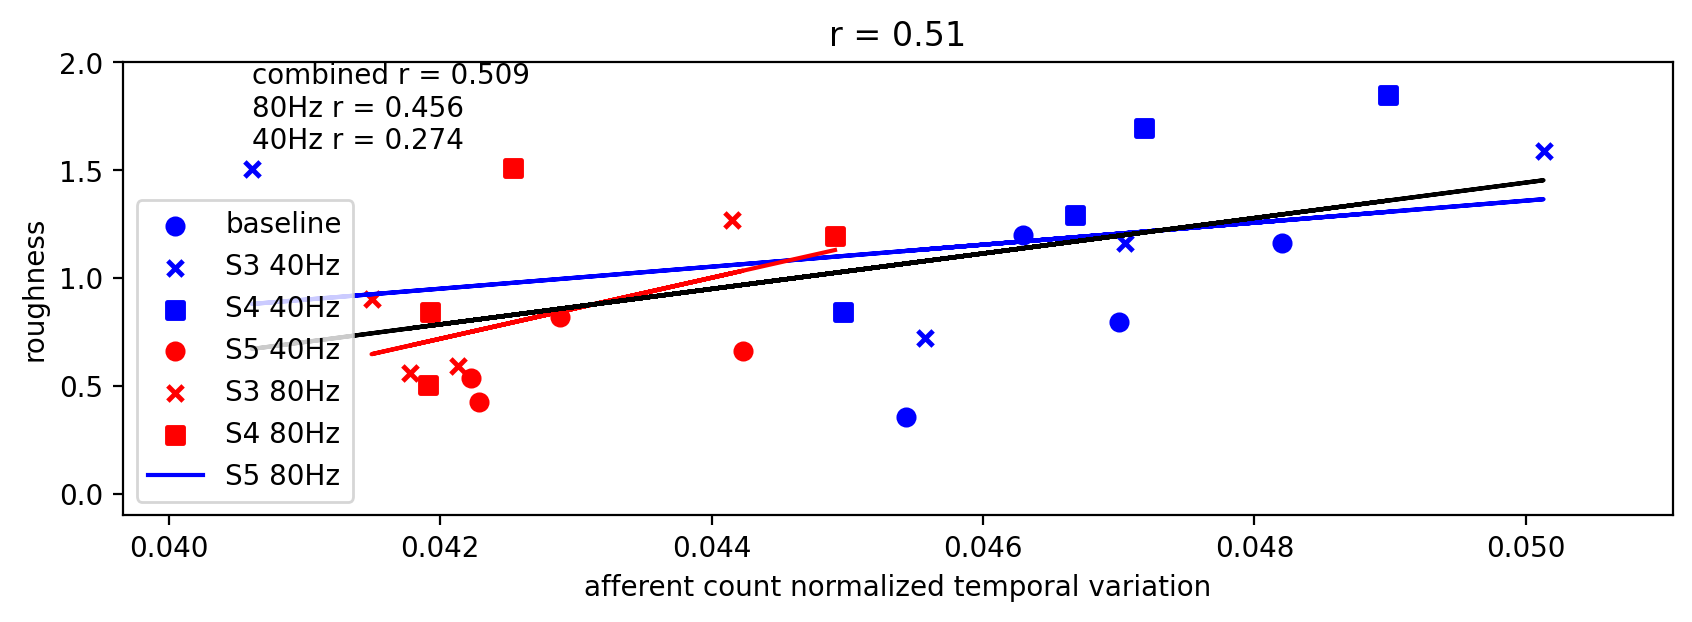 r = 0.51
combined r = 0.509
80Hz r = 0.456
40Hz r = 0.274
2.0
1.5
1.0
0.5
0.0
roughness
baseline
S3 40Hz
S4 40Hz
S5 40Hz
S3 80Hz
S4 80Hz
S5 80Hz
0.040 0.042 0.044 0.046 0.048 0.050
afferent count normalized temporal variation